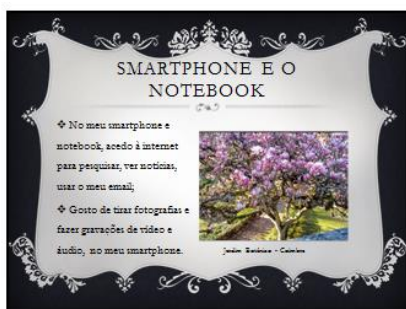 SMARTPHONE E O
NOTEBOOK
❖ No meu smartphone e
notebook, acedo à internet
para pesquisar, ver notícias,
usar o meu email;
❖ Gosto de tirar fotografias e
fazer gravações de vídeo e
áudio, no meu smartphone.
Jardim Botânico - Coimbra